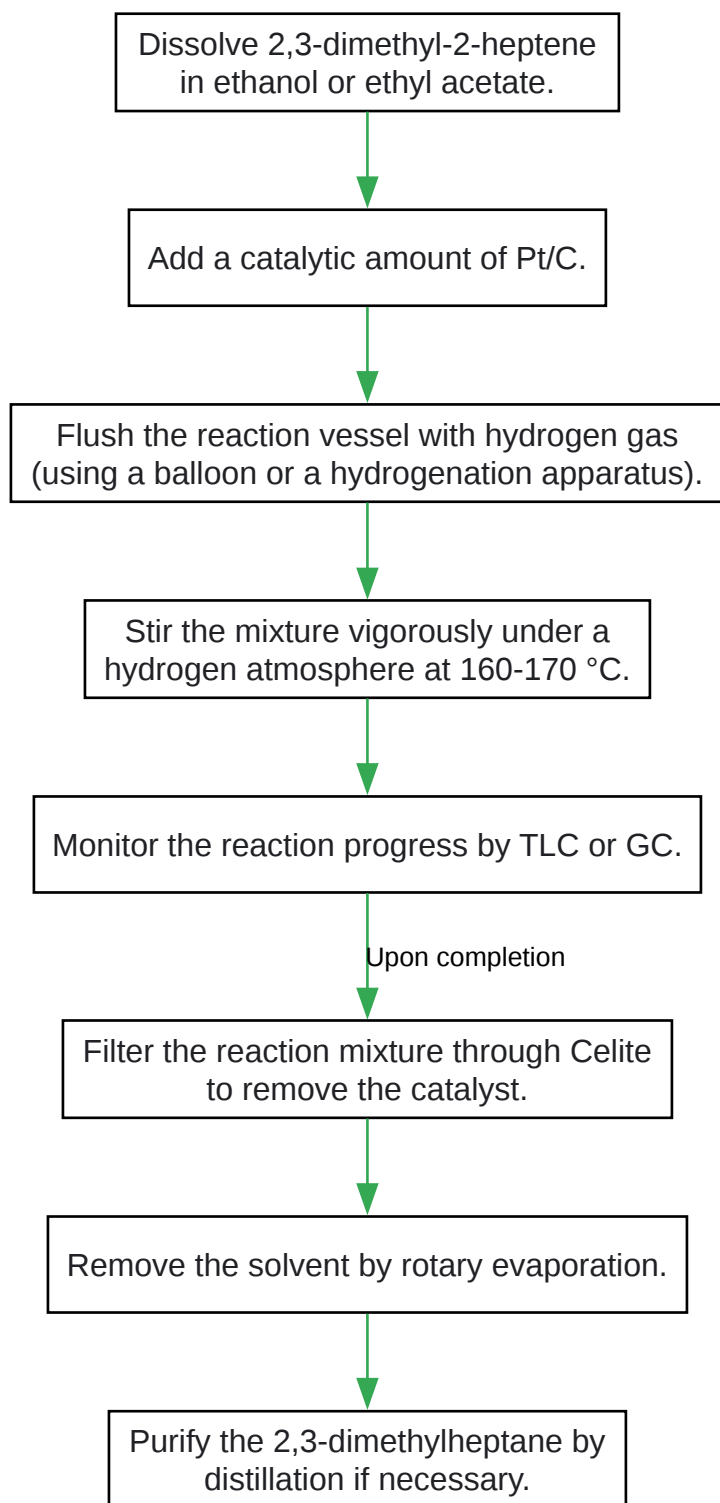 Dissolve 2,3-dimethyl-2-heptene
in ethanol or ethyl acetate.
Add a catalytic amount of Pt/C.
Flush the reaction vessel with hydrogen gas
(using a balloon or a hydrogenation apparatus).
Stir the mixture vigorously under a
hydrogen atmosphere at 160-170 °C.
Monitor the reaction progress by TLC or GC.
Upon completion
Filter the reaction mixture through Celite
to remove the catalyst.
Remove the solvent by rotary evaporation.
Purify the 2,3-dimethylheptane by
distillation if necessary.